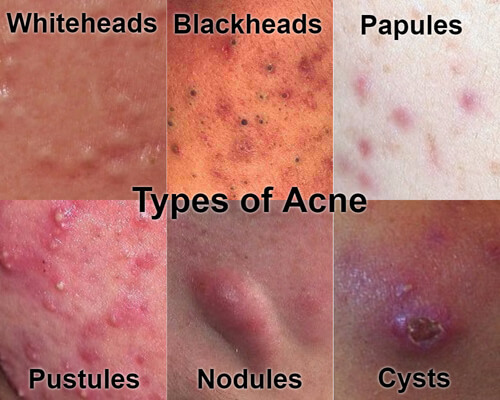 Whiteheads
Blackheads
Papules
Types of Acne
Pustules
Nodules
Cysts